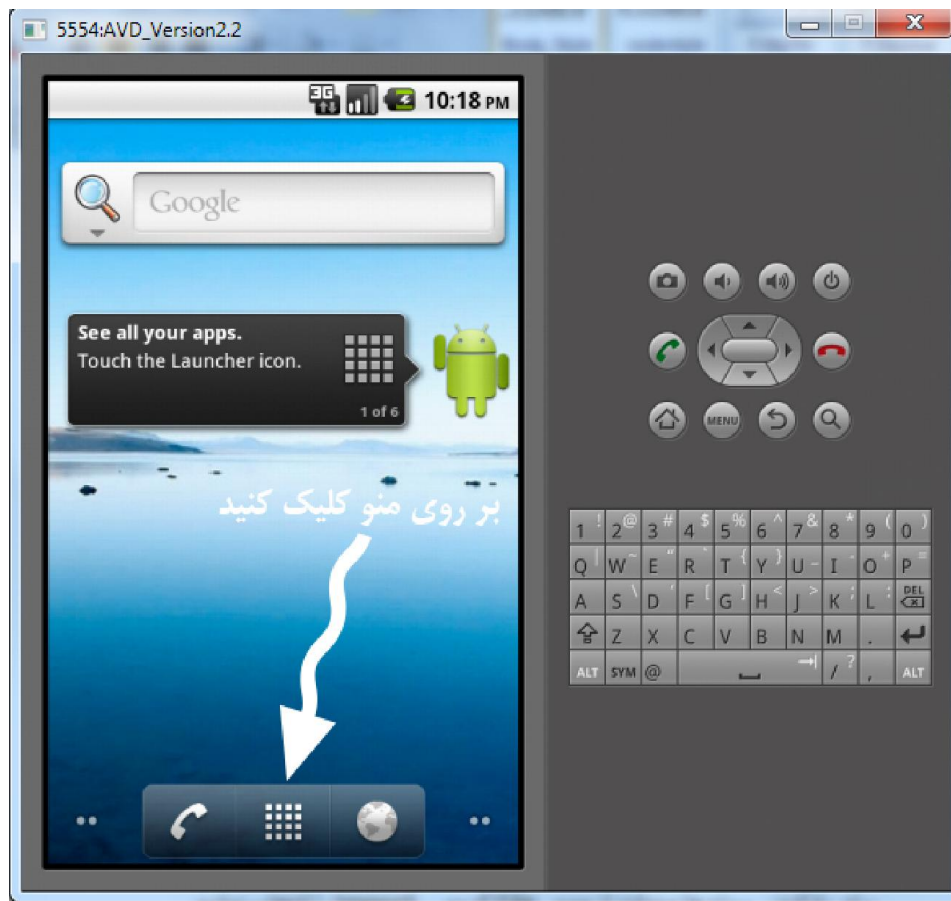 5554:AVD_Version2.2
3G 10:18 PM
Google
See all your apps.
Touch the Launcher icon.
1 of 6
MENU
بر روی منو کلیک کنید
1 ! 2 @ 3 # 4 $ 5 % 6 ^ 7 & 8 * 9 ( 0 )
Q | W ~ E “ R ` T { Y } U - I - O + P =
A S \ D ' F [ G ] H < J > K ; L : DEL
Z X C V B N M .
ALT SYM @ / ? , ALT